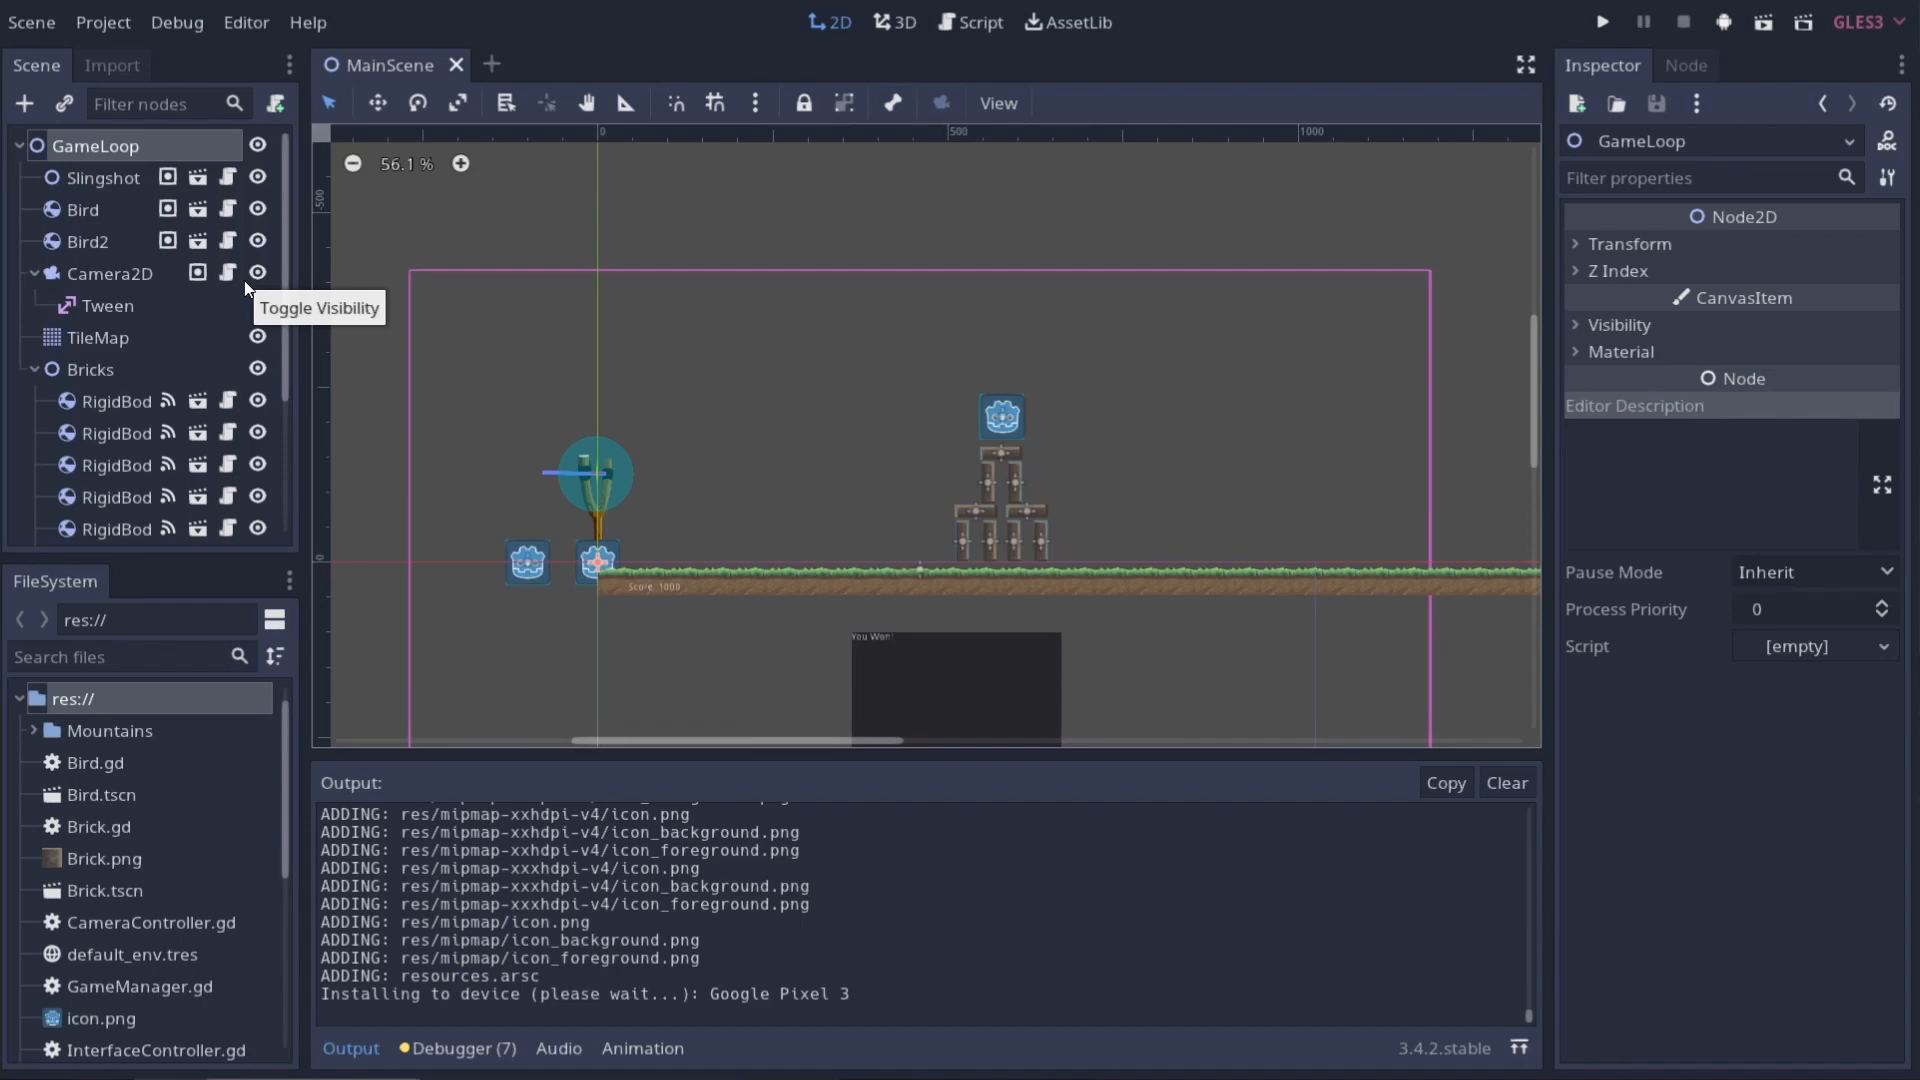 Scene Project Debug Editor Help
2D 3D Script AssetLib
GLES3
Scene Import
Filter nodes
GameLoop
Slingshot
Bird
Bird2
Camera2D
Tween
TileMap
Bricks
RigidBod
RigidBod
RigidBod
RigidBod
RigidBod
Toggle Visibility
FileSystem
res://
Search files
res://
Mountains
Bird.gd
Bird.tscn
Brick.gd
Brick.png
Brick.tscn
CameraController.gd
default_env.tres
GameManager.gd
icon.png
InterfaceController.gd
MainScene
View
0 500 1000
-500
0
56.1 %
Score: 1000
You Won!
Output:
Copy Clear
ADDING: res/mipmap-xxhdpi-v4/icon.png
ADDING: res/mipmap-xxhdpi-v4/icon_background.png
ADDING: res/mipmap-xxhdpi-v4/icon_foreground.png
ADDING: res/mipmap-xxxhdpi-v4/icon.png
ADDING: res/mipmap-xxxhdpi-v4/icon_background.png
ADDING: res/mipmap-xxxhdpi-v4/icon_foreground.png
ADDING: res/mipmap/icon.png
ADDING: res/mipmap/icon_background.png
ADDING: res/mipmap/icon_foreground.png
ADDING: resources.arsc
Installing to device (please wait...): Google Pixel 3
Output Debugger (7) Audio Animation
3.4.2.stable
Inspector Node
GameLoop
DOC
Filter properties
Node2D
Transform
Z Index
CanvasItem
Visibility
Material
Node
Editor Description
Pause Mode Inherit
Process Priority 0
Script [empty]